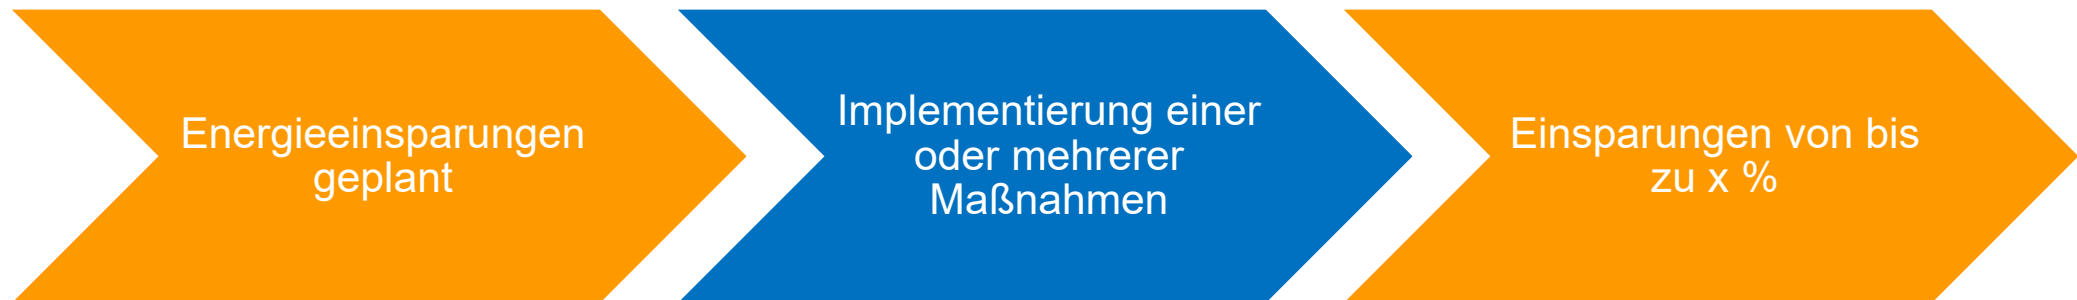 Energieeinsparungen
geplant
Implementierung einer
oder mehrerer
Maßnahmen
Einsparungen von bis
zu x %